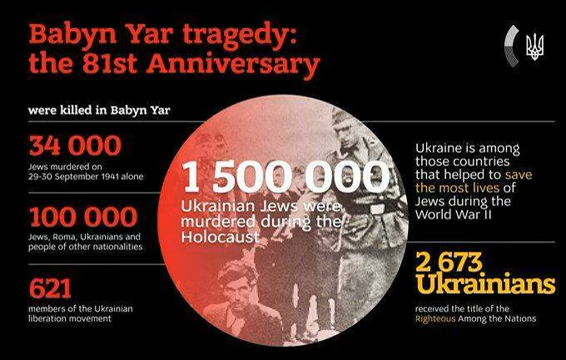 Babyn Yar tragedy:
the 81st Anniversary
were killed in Babyn Yar
34 000
Jews murdered on
29-30 September 1941 alone
100 000
Jews, Roma, Ukrainians and
people of other nationalities
621
members of the Ukrainian
liberation movement
1 500 000
Ukrainian Jews were
murdered during the
Holocaust
Ukraine is among
those countries
that helped to save
the most lives of
Jews during the
World War II
2 673
Ukrainians
received the title of the
Righteous Among the Nations